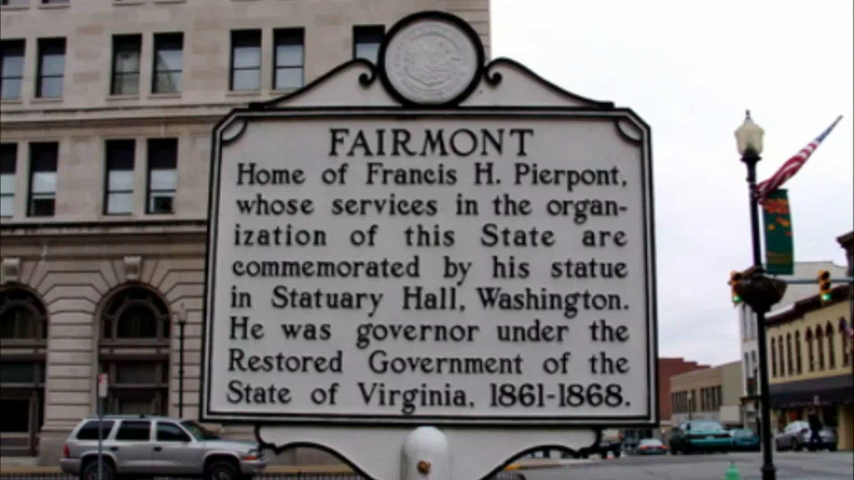 FAIRMONT
Home of Francis H. Pierpont,
whose services in the organ-
ization of this State are
commemorated by his statue
in Statuary Hall, Washington.
He was governor under the
Restored Government of the
State of Virginia, 1861-1868.